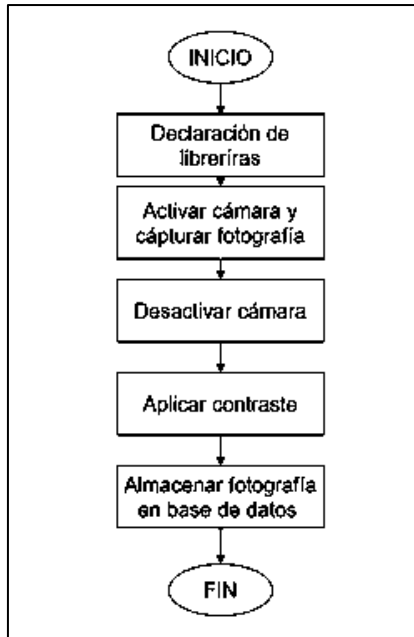 INICIO
Declaración de
libreríras
Activar cámara y
cápturar fotografía
Desactivar cámara
Aplicar contraste
Almacenar fotografía
en base de datos
FIN